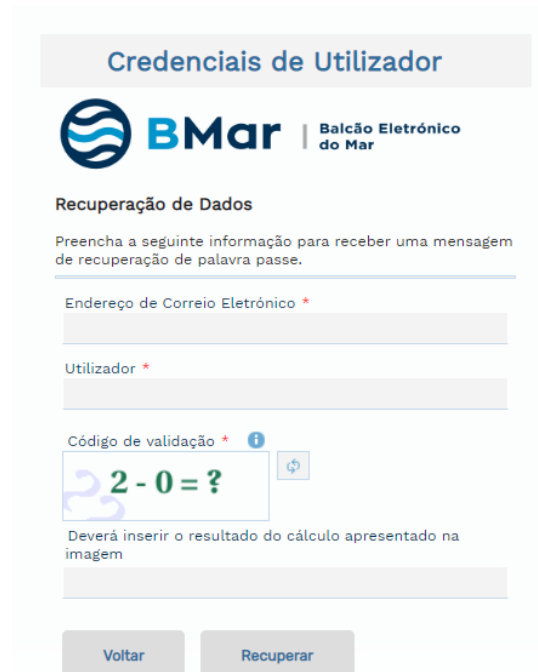 Credenciais de Utilizador
BMar | Balcão Eletrónico
do Mar
Recuperação de Dados
Preencha a seguinte informação para receber uma mensagem
de recuperação de palavra passe.
Endereço de Correio Eletrónico *
Utilizador *
Código de validação *
2 - 0 = ?
Deverá inserir o resultado do cálculo apresentado na
imagem
Voltar Recuperar